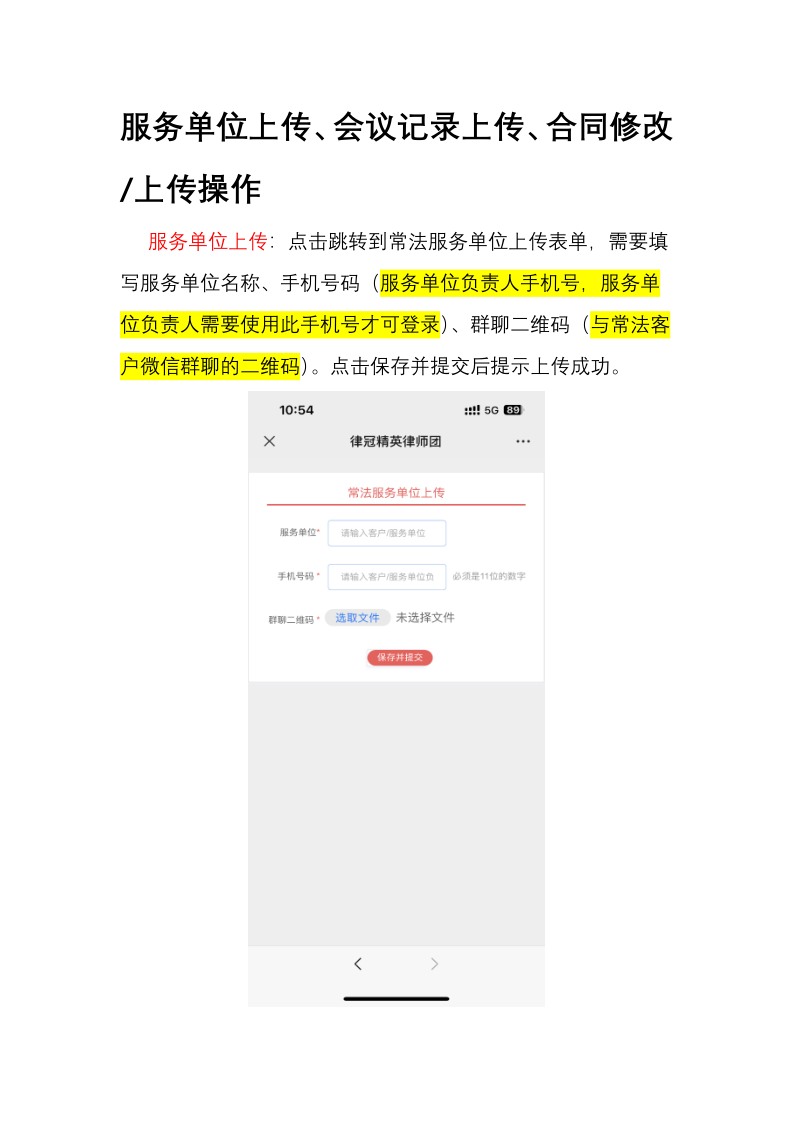 服务单位上传、会议记录上传、合同修改
/上传操作
服务单位上传：点击跳转到常法服务单位上传表单，需要填
写服务单位名称、手机号码（服务单位负责人手机号，服务单
位负责人需要使用此手机号才可登录）、群聊二维码（与常法客
户微信群聊的二维码）。点击保存并提交后提示上传成功。
10:54 5G 89
律冠精英律师团
常法服务单位上传
服务单位* 请输入客户/服务单位
手机号码 * 请输入客户/服务单位负 必须是11位的数字
群聊二维码 * 选取文件 未选择文件
保存并提交